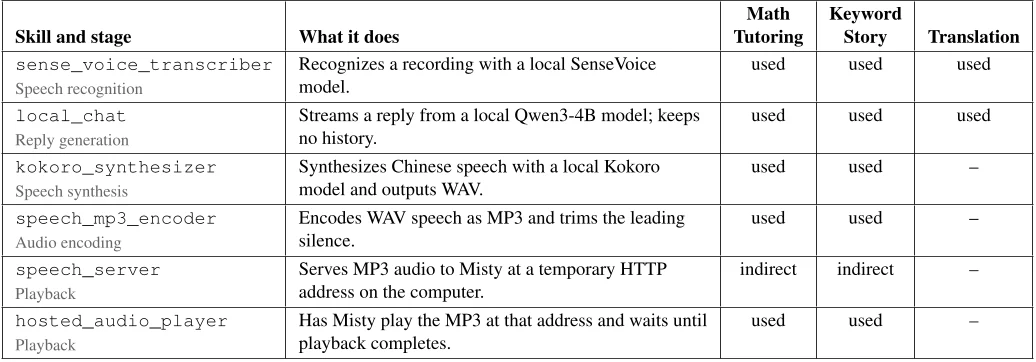 Skill and stage What it does Math Tutoring Keyword Story Translation
sense_voice_transcriber Recognizes a recording with a local SenseVoice used used used
Speech recognition model.
local_chat Streams a reply from a local Qwen3-4B model; keeps used used used
Reply generation no history.
kokoro_synthesizer Synthesizes Chinese speech with a local Kokoro used used –
Speech synthesis model and outputs WAV.
speech_mp3_encoder Encodes WAV speech as MP3 and trims the leading used used –
Audio encoding silence.
speech_server Serves MP3 audio to Misty at a temporary HTTP indirect indirect –
Playback address on the computer.
hosted_audio_player Has Misty play the MP3 at that address and waits until used used –
Playback playback completes.